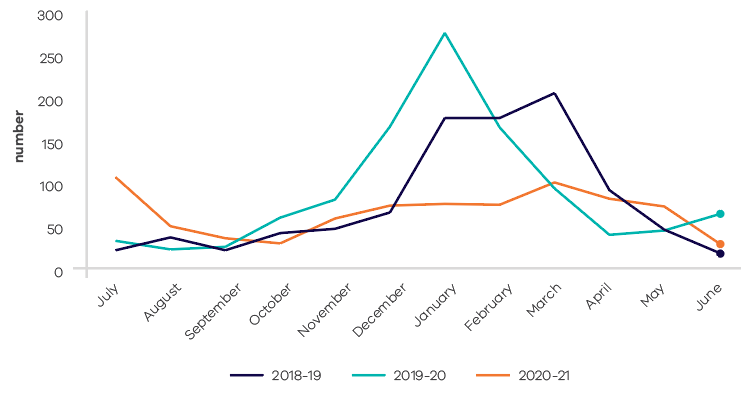 300
250
200
150
100
50
0
number
July
August
September
October
November
December
January
February
March
April
May
June
2018-19
2019-20
2020-21